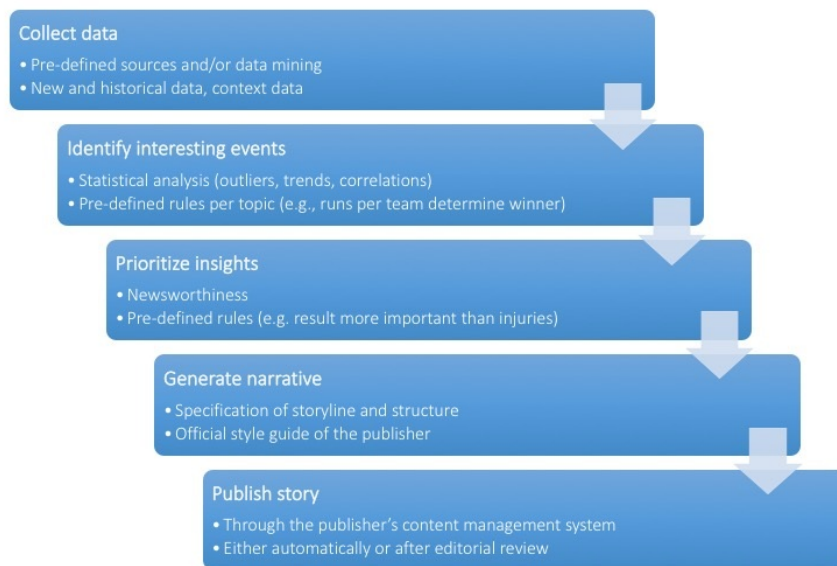 Collect data
• Pre-defined sources and/or data mining
• New and historical data, context data
Identify interesting events
• Statistical analysis (outliers, trends, correlations)
• Pre-defined rules per topic (e.g., runs per team determine winner)
Prioritize insights
• Newsworthiness
• Pre-defined rules (e.g. result more important than injuries)
Generate narrative
• Specification of storyline and structure
• Official style guide of the publisher
Publish story
• Through the publisher’s content management system
• Either automatically or after editorial review